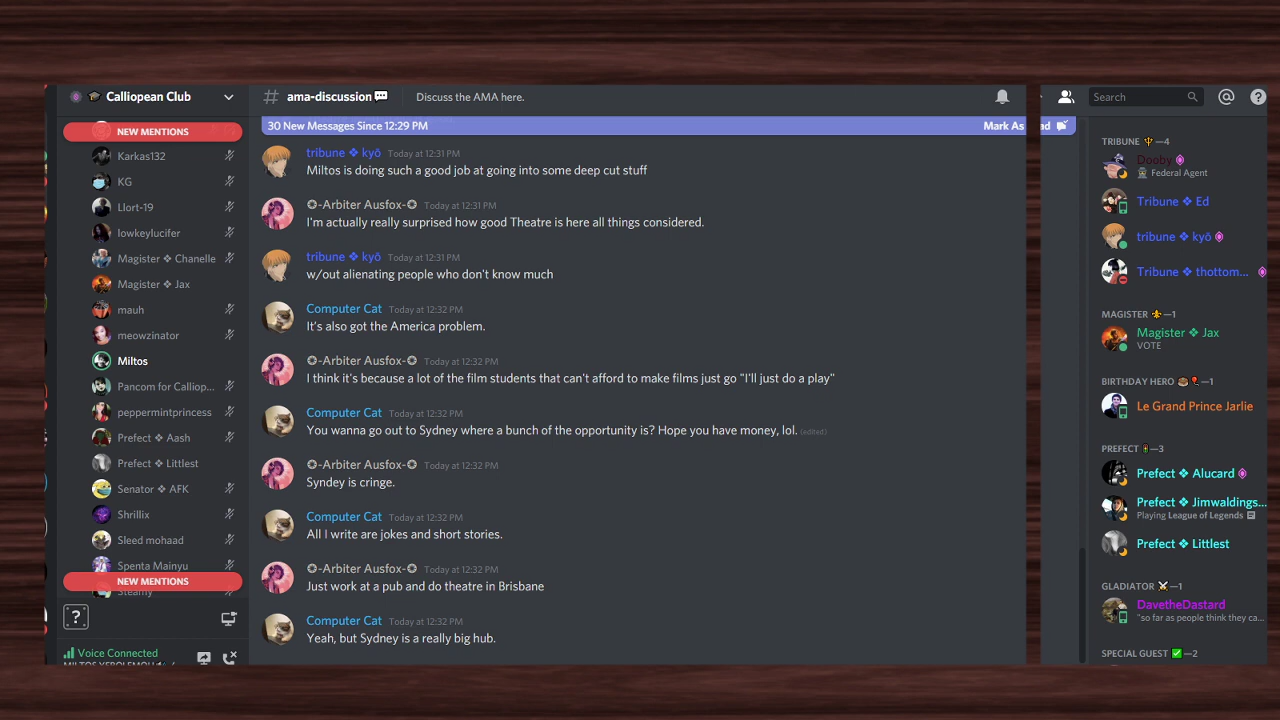 Calliopean Club
NEW MENTIONS
Karkas132
KG
Llort-19
lowkeylucifer
Magister ❖ Chanelle
Magister ❖ Jax
mauh
meowzinator
Miltos
Pancom for Calliop...
peppermintprincess
Prefect ❖ Aash
Prefect ❖ Littlest
Senator ❖ AFK
Shrillix
Sleed mohaad
Spenta Mainyu
NEW MENTIONS
Steamy
Voice Connected
# ama-discussion💬 Discuss the AMA here.
30 New Messages Since 12:29 PM Mark As
tribune ❖ kyō Today at 12:31 PM
Miltos is doing such a good job at going into some deep cut stuff
✪-Arbiter Ausfox-✪ Today at 12:31 PM
I'm actually really surprised how good Theatre is here all things considered.
tribune ❖ kyō Today at 12:31 PM
w/out alienating people who don't know much
Computer Cat Today at 12:32 PM
It's also got the America problem.
✪-Arbiter Ausfox-✪ Today at 12:32 PM
I think it's because a lot of the film students that can't afford to make films just go "I'll just do a play"
Computer Cat Today at 12:32 PM
You wanna go out to Sydney where a bunch of the opportunity is? Hope you have money, lol. (edited)
✪-Arbiter Ausfox-✪ Today at 12:32 PM
Syndey is cringe.
Computer Cat Today at 12:32 PM
All I write are jokes and short stories.
✪-Arbiter Ausfox-✪ Today at 12:32 PM
Just work at a pub and do theatre in Brisbane
Computer Cat Today at 12:32 PM
Yeah, but Sydney is a really big hub.
Search
ad
TRIBUNE 🔱—4
Dooby
Federal Agent
Tribune ❖ Ed
tribune ❖ kyō
Tribune ❖ thottom...
MAGISTER ⚜—1
Magister ❖ Jax
VOTE
BIRTHDAY HERO 🎂🎈—1
Le Grand Prince Jarlie
PREFECT 🚦—3
Prefect ❖ Alucard
Prefect ❖ Jimwaldings...
Playing League of Legends
Prefect ❖ Littlest
GLADIATOR ⚔—1
DavetheDastard
"so far as people think they ca...
SPECIAL GUEST ✅—2